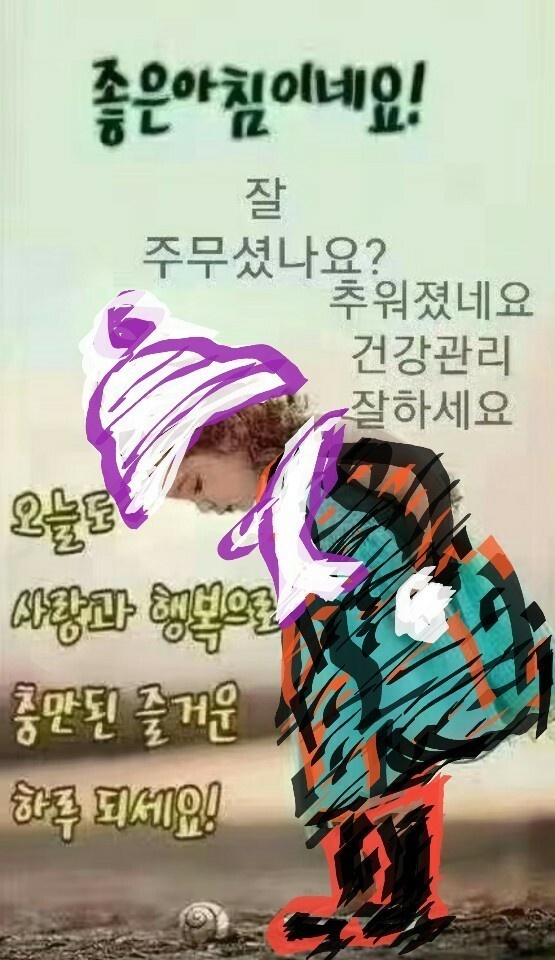 좋은아침이네요!
잘
주무셨나요?
추워졌네요
건강관리
잘하세요
오늘도
사랑과 행복으로
충만된 즐거운
하루 되세요!